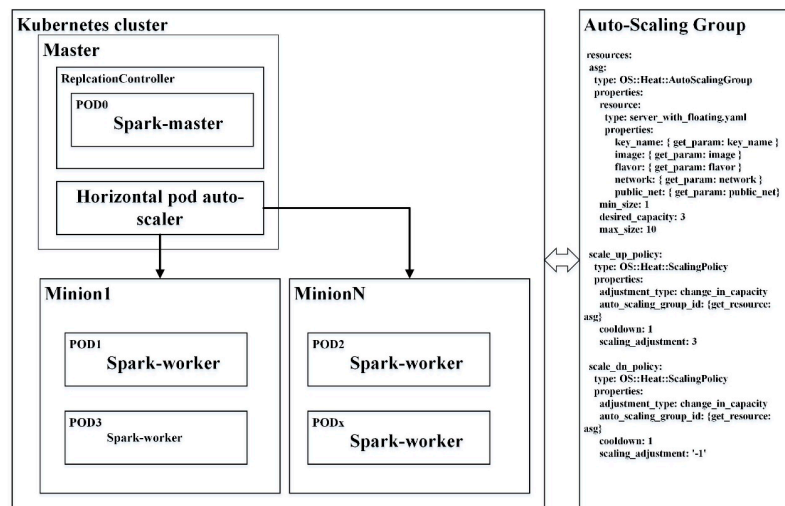 Kubernetes cluster
Master
ReplcationController
POD0
Spark-master
Horizontal pod auto-
scaler
Minion1
POD1
Spark-worker
POD3
Spark-worker
MinionN
POD2
Spark-worker
PODx
Spark-worker
Auto-Scaling Group
resources:
asg:
type: OS::Heat::AutoScalingGroup
properties:
resource:
type: server_with_floating.yaml
properties:
key_name: { get_param: key_name }
image: { get_param: image }
flavor: { get_param: flavor }
network: { get_param: network }
public_net: { get_param: public_net}
min_size: 1
desired_capacity: 3
max_size: 10
scale_up_policy:
type: OS::Heat::ScalingPolicy
properties:
adjustment_type: change_in_capacity
auto_scaling_group_id: {get_resource:
asg}
cooldown: 1
scaling_adjustment: 3
scale_dn_policy:
type: OS::Heat::ScalingPolicy
properties:
adjustment_type: change_in_capacity
auto_scaling_group_id: {get_resource:
asg}
cooldown: 1
scaling_adjustment: '-1'